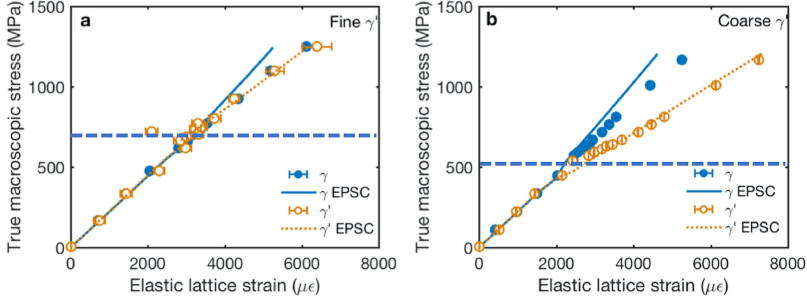 a
Fine γ'
True macroscopic stress (MPa)
1500
1000
500
0
γ
γ EPSC
γ'
γ' EPSC
0 2000 4000 6000 8000
Elastic lattice strain (με)
b
Coarse γ'
True macroscopic stress (MPa)
1500
1000
500
0
γ
γ EPSC
γ'
γ' EPSC
0 2000 4000 6000 8000
Elastic lattice strain (με)